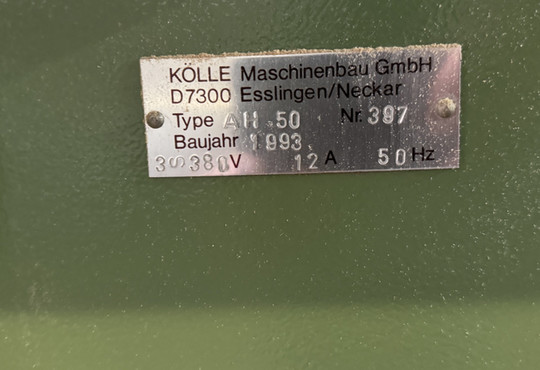 KÖLLE Maschinenbau GmbH
D7300 Esslingen/Neckar
Type AH 50 Nr. 397
Baujahr 1993
3∽380V 12A 50Hz